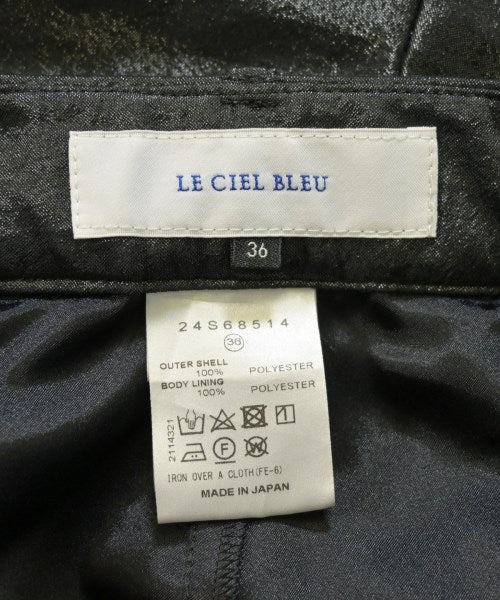 LE CIEL BLEU
36
24S68514
36
OUTER SHELL
100% POLYESTER
BODY LINING
100% POLYESTER
2114321
F W
IRON OVER A CLOTH(FE-6)
MADE IN JAPAN